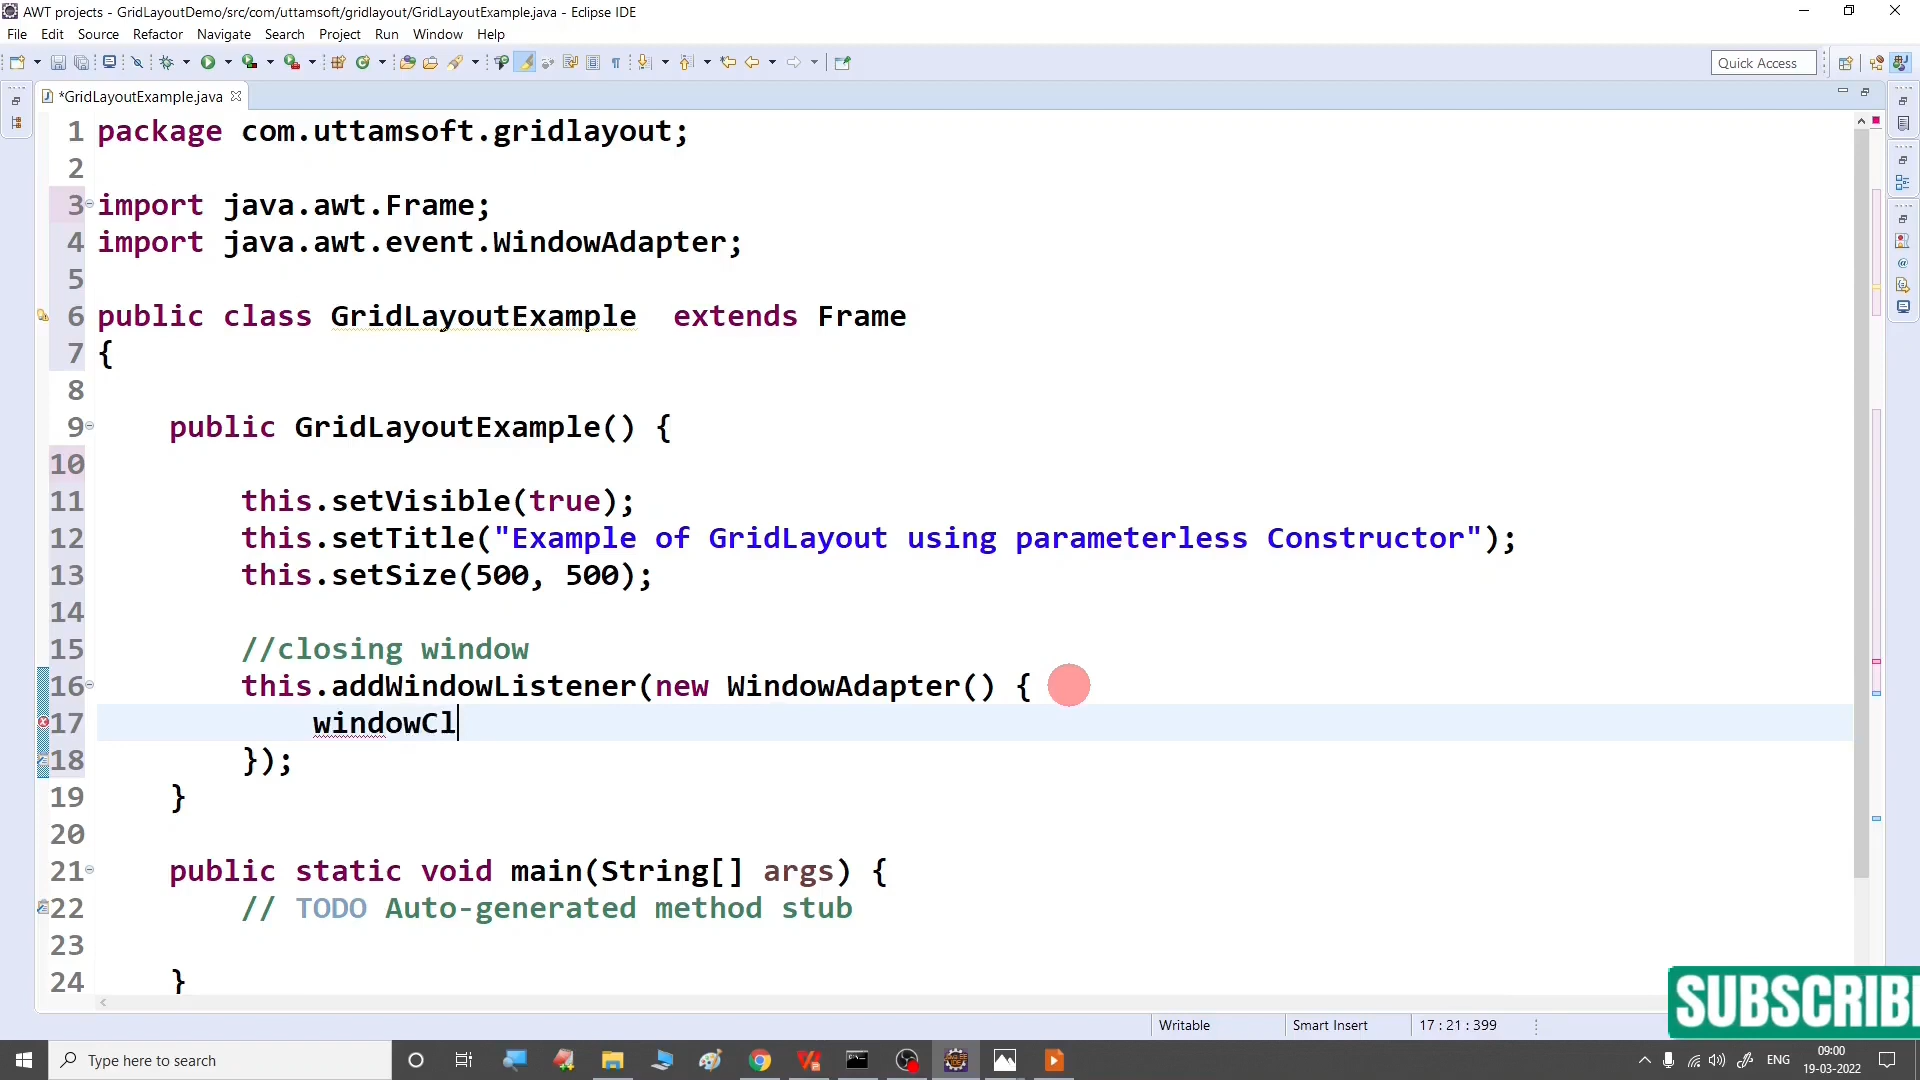 AWT projects - GridLayoutDemo/src/com/uttamsoft/gridlayout/GridLayoutExample.java - Eclipse IDE
File Edit Source Refactor Navigate Search Project Run Window Help
Quick Access
*GridLayoutExample.java
1 package com.uttamsoft.gridlayout;
2
3 import java.awt.Frame;
4 import java.awt.event.WindowAdapter;
5
6 public class GridLayoutExample  extends Frame
7 {
8
9 public GridLayoutExample() {
10
11 this.setVisible(true);
12 this.setTitle("Example of GridLayout using parameterless Constructor");
13 this.setSize(500, 500);
14
15 //closing window
16 this.addWindowListener(new WindowAdapter() {
17 windowCl
18 });
19 }
20
21 public static void main(String[] args) {
22 // TODO Auto-generated method stub
23
24 }
Writable Smart Insert 17 : 21 : 399
SUBSCRIB
Type here to search
ENG
09:00
19-03-2022